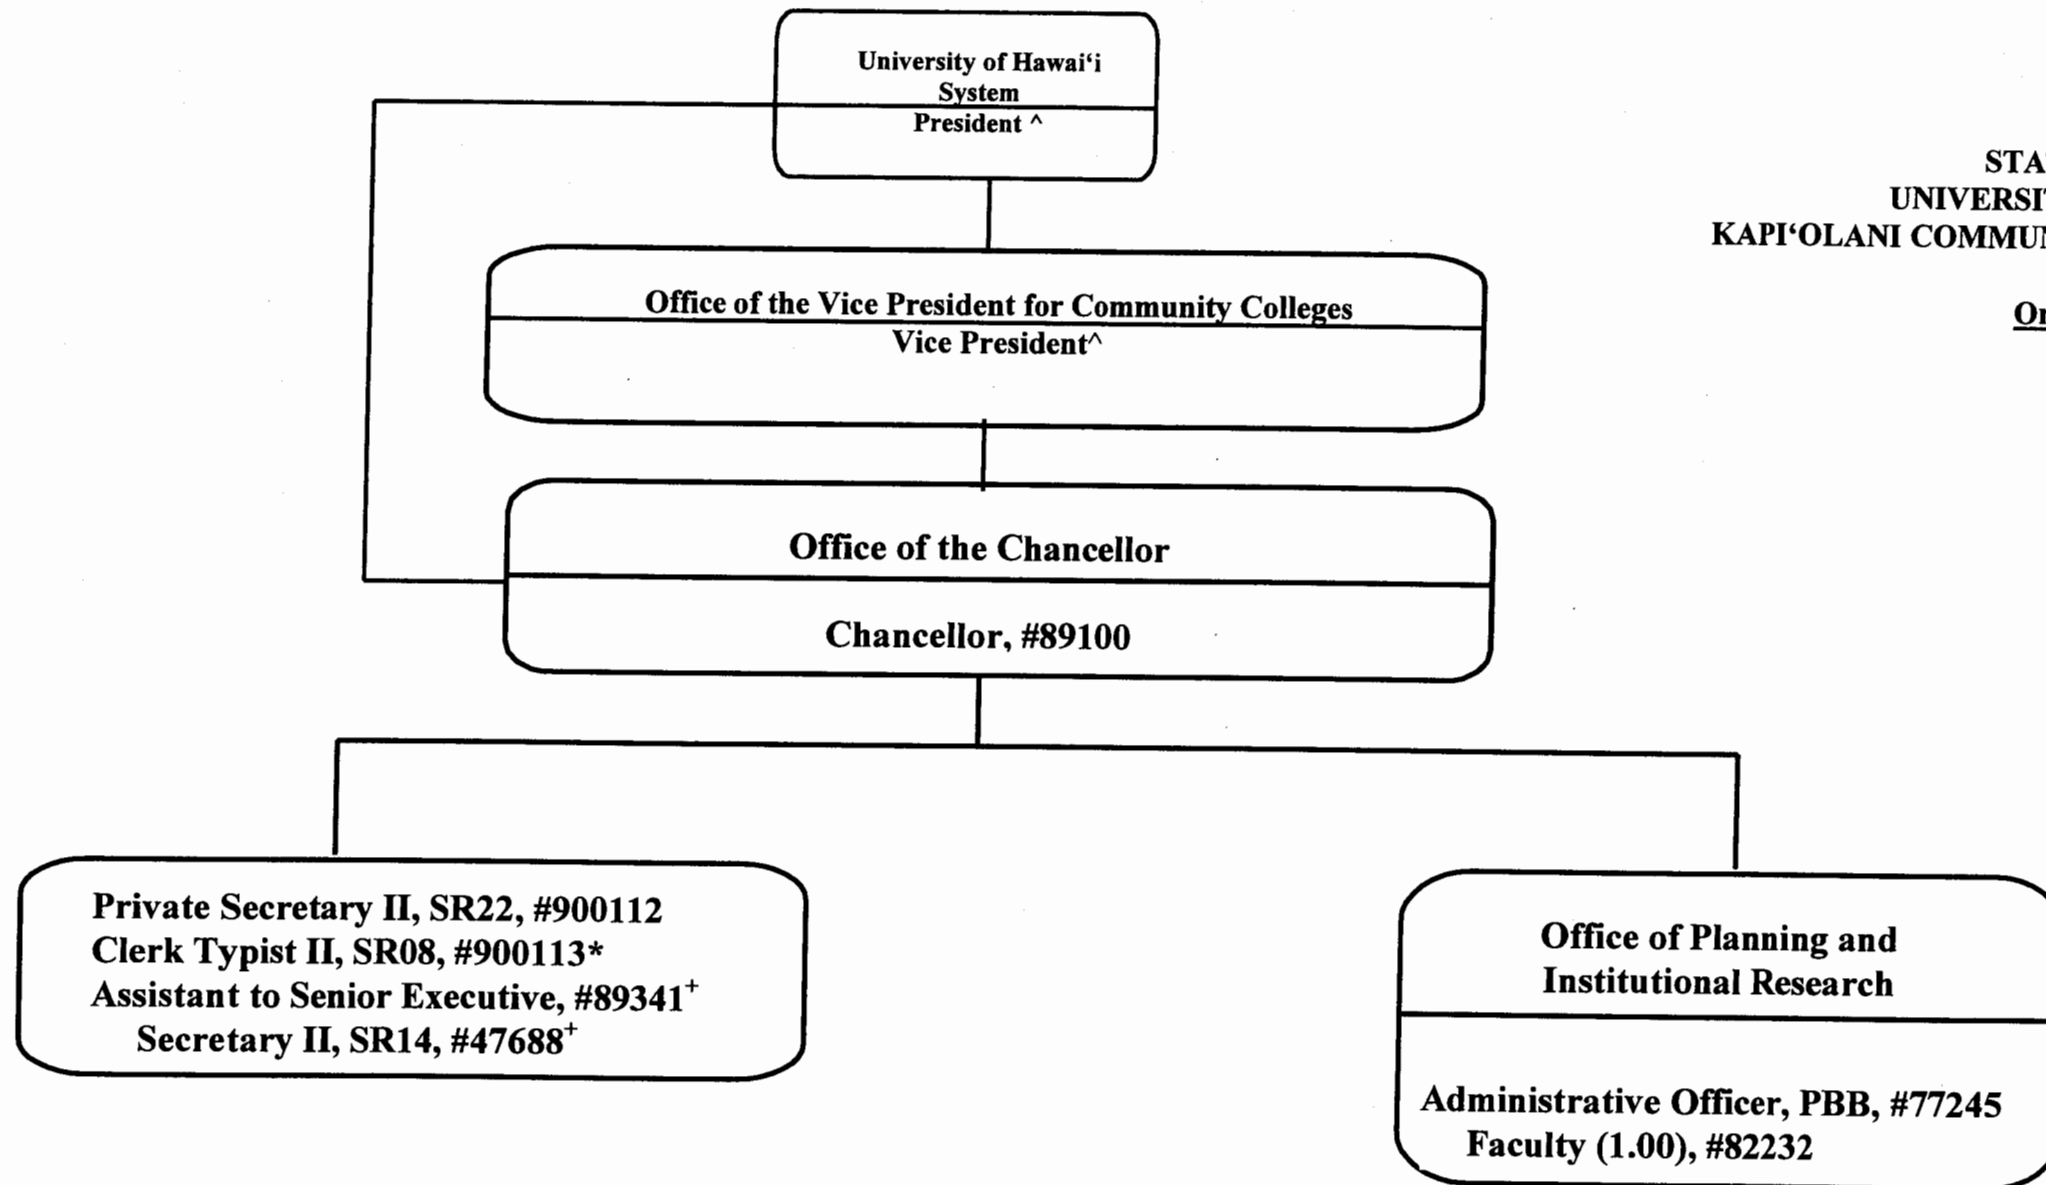 University of Hawai‘i
System
President ^
STA
UNIVERSIT
KAPI‘OLANI COMMUN
Or
Office of the Vice President for Community Colleges
Vice President^
Office of the Chancellor
Chancellor, #89100
Private Secretary II, SR22, #900112
Clerk Typist II, SR08, #900113*
Assistant to Senior Executive, #89341+
Secretary II, SR14, #47688+
Office of Planning and
Institutional Research
Administrative Officer, PBB, #77245
Faculty (1.00), #82232